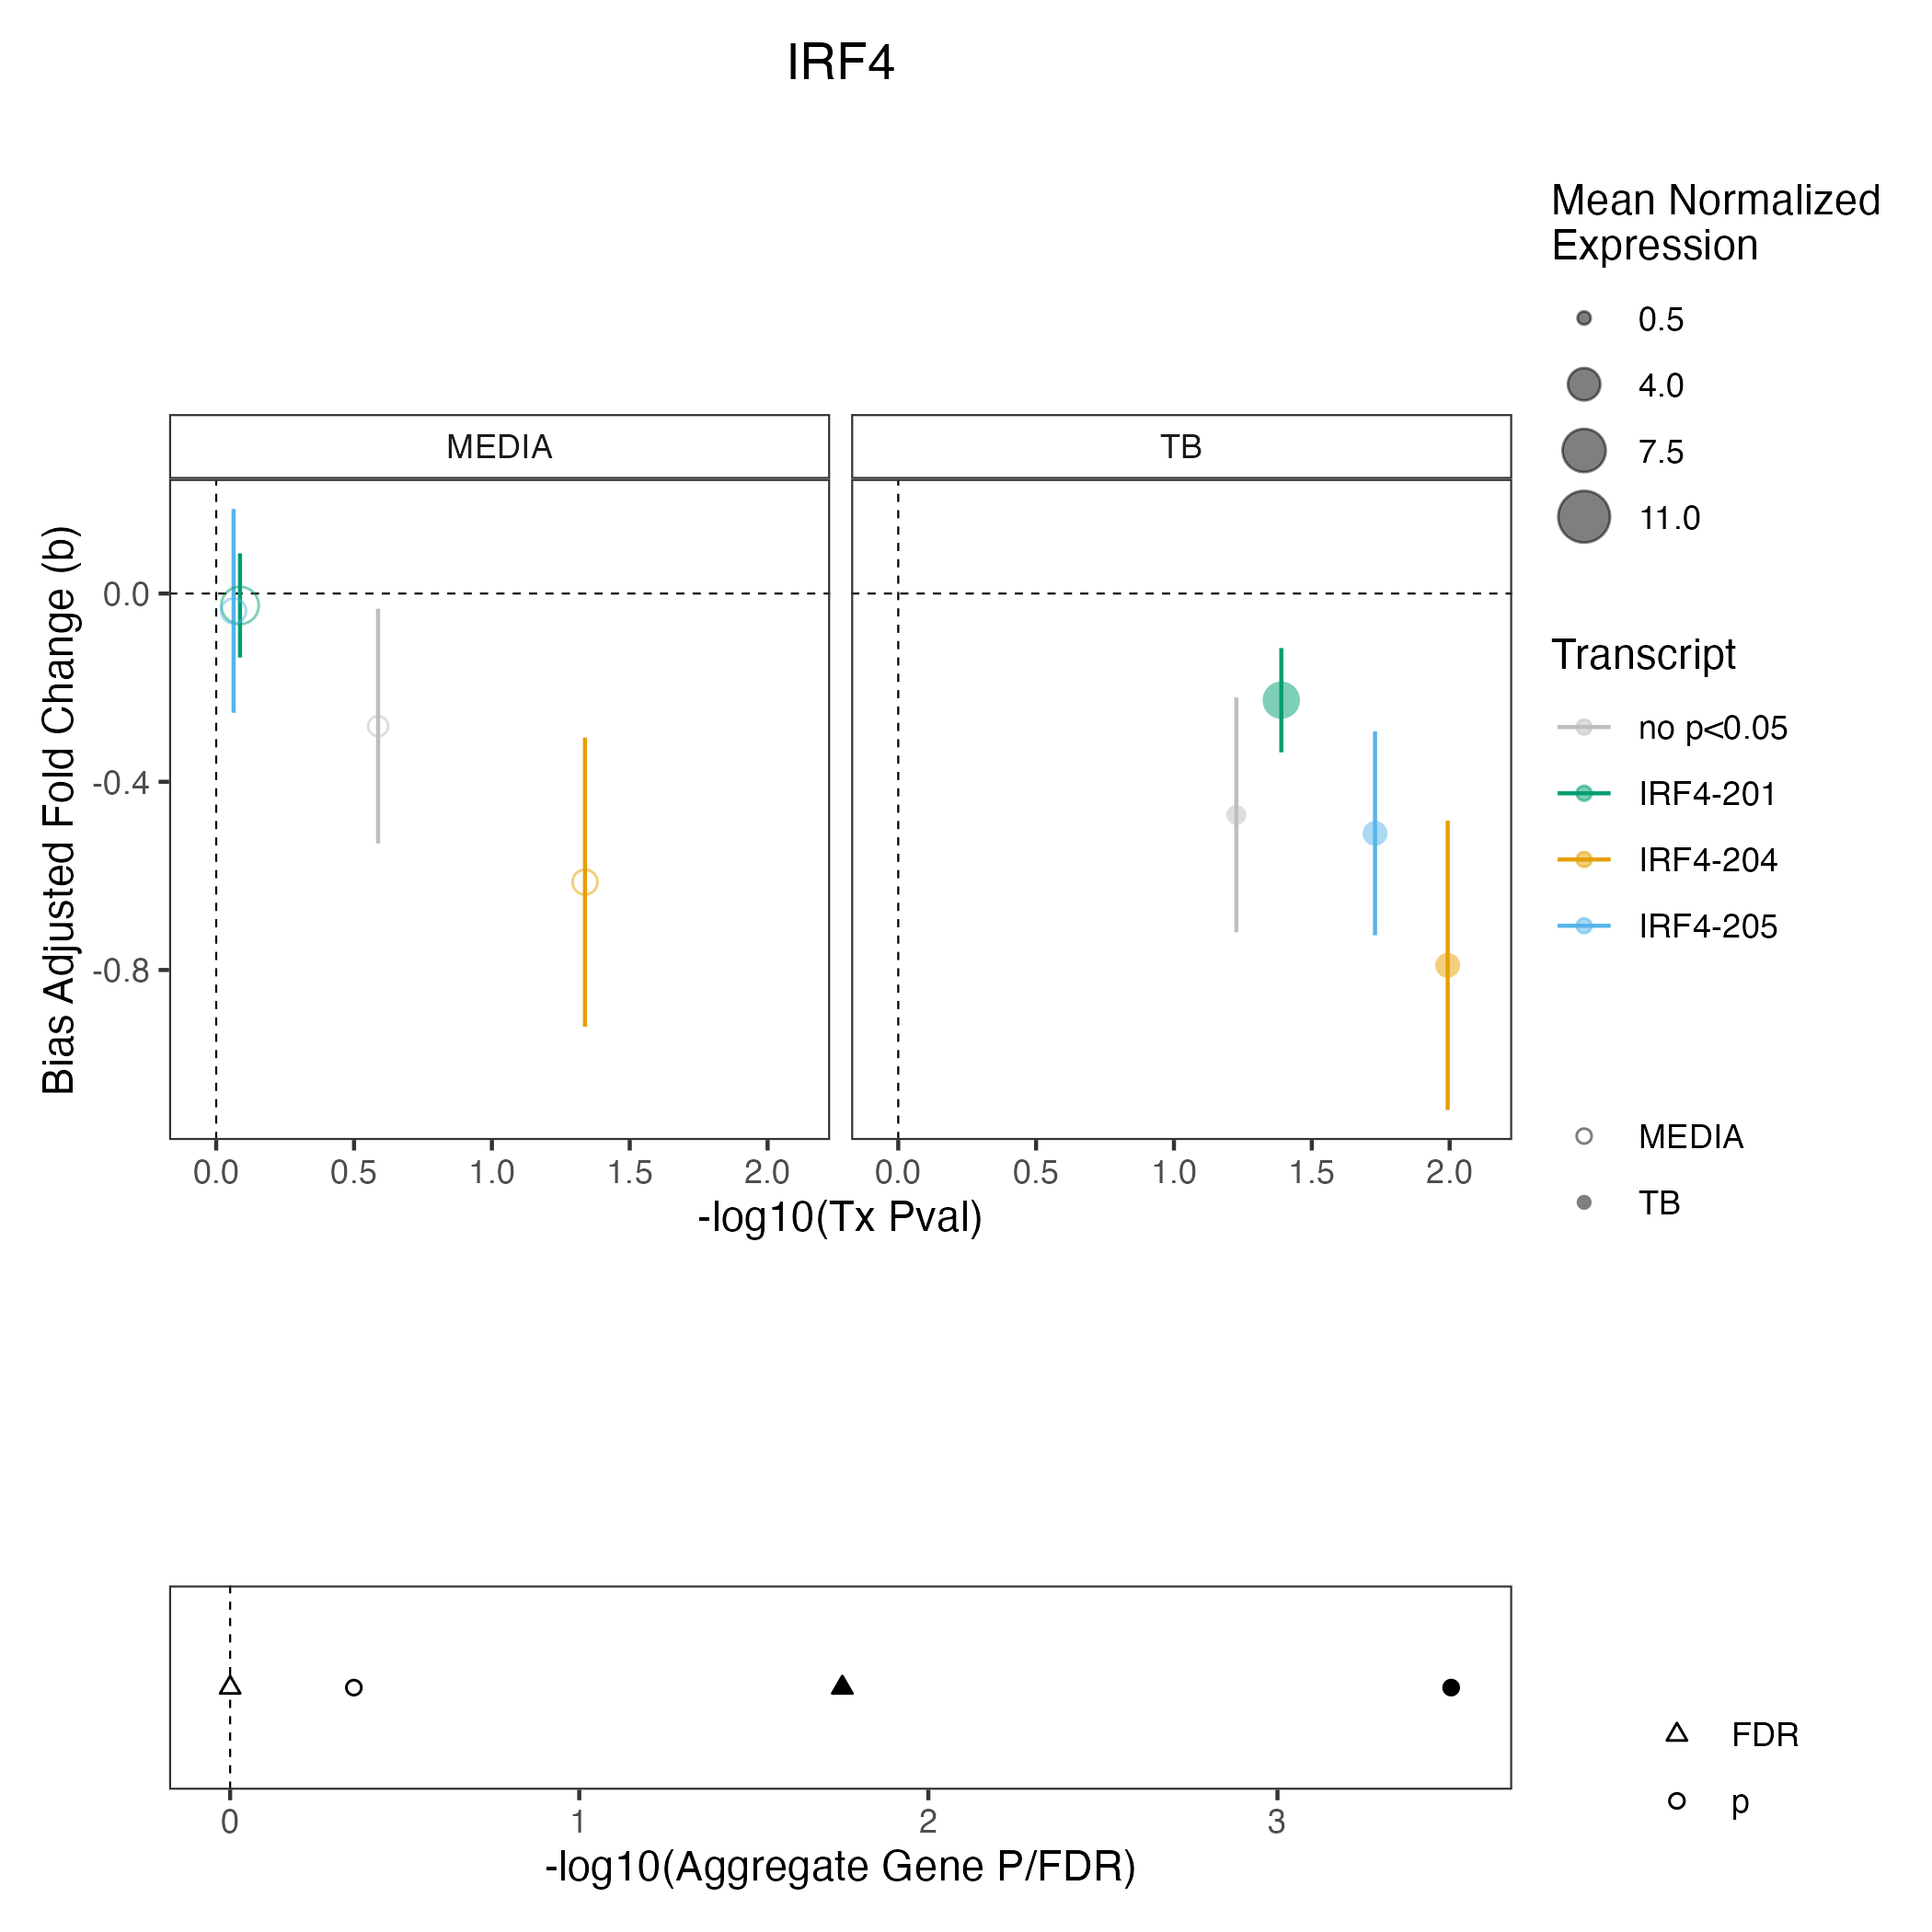 IRF4
Mean Normalized
Expression
0.5
4.0
7.5
11.0
MEDIA
TB
Bias Adjusted Fold Change (b)
0.0
-0.4
-0.8
0.0 0.5 1.0 1.5 2.0
0.0 0.5 1.0 1.5 2.0
-log10(Tx Pval)
Transcript
no p<0.05
IRF4-201
IRF4-204
IRF4-205
MEDIA
TB
0 1 2 3
-log10(Aggregate Gene P/FDR)
FDR
p